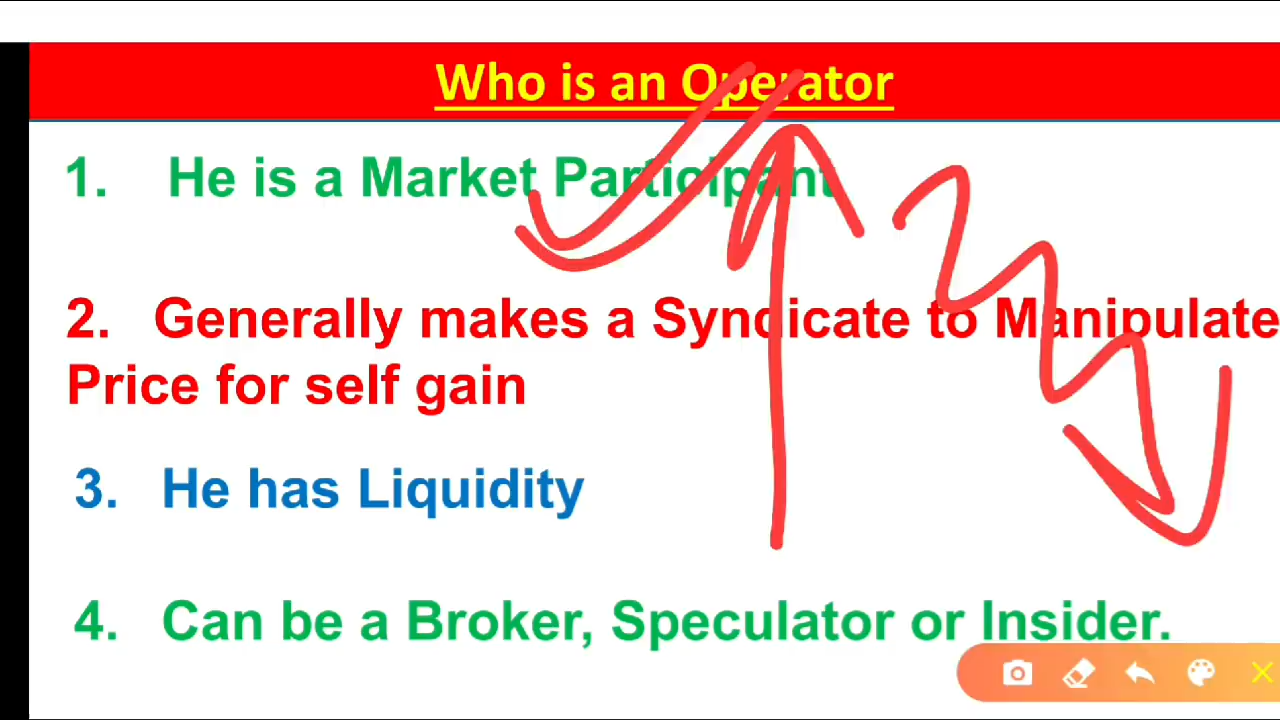 Who is an Operator
1. He is a Market Participant
2. Generally makes a Syndicate to Manipulate
Price for self gain
3. He has Liquidity
4. Can be a Broker, Speculator or Insider.